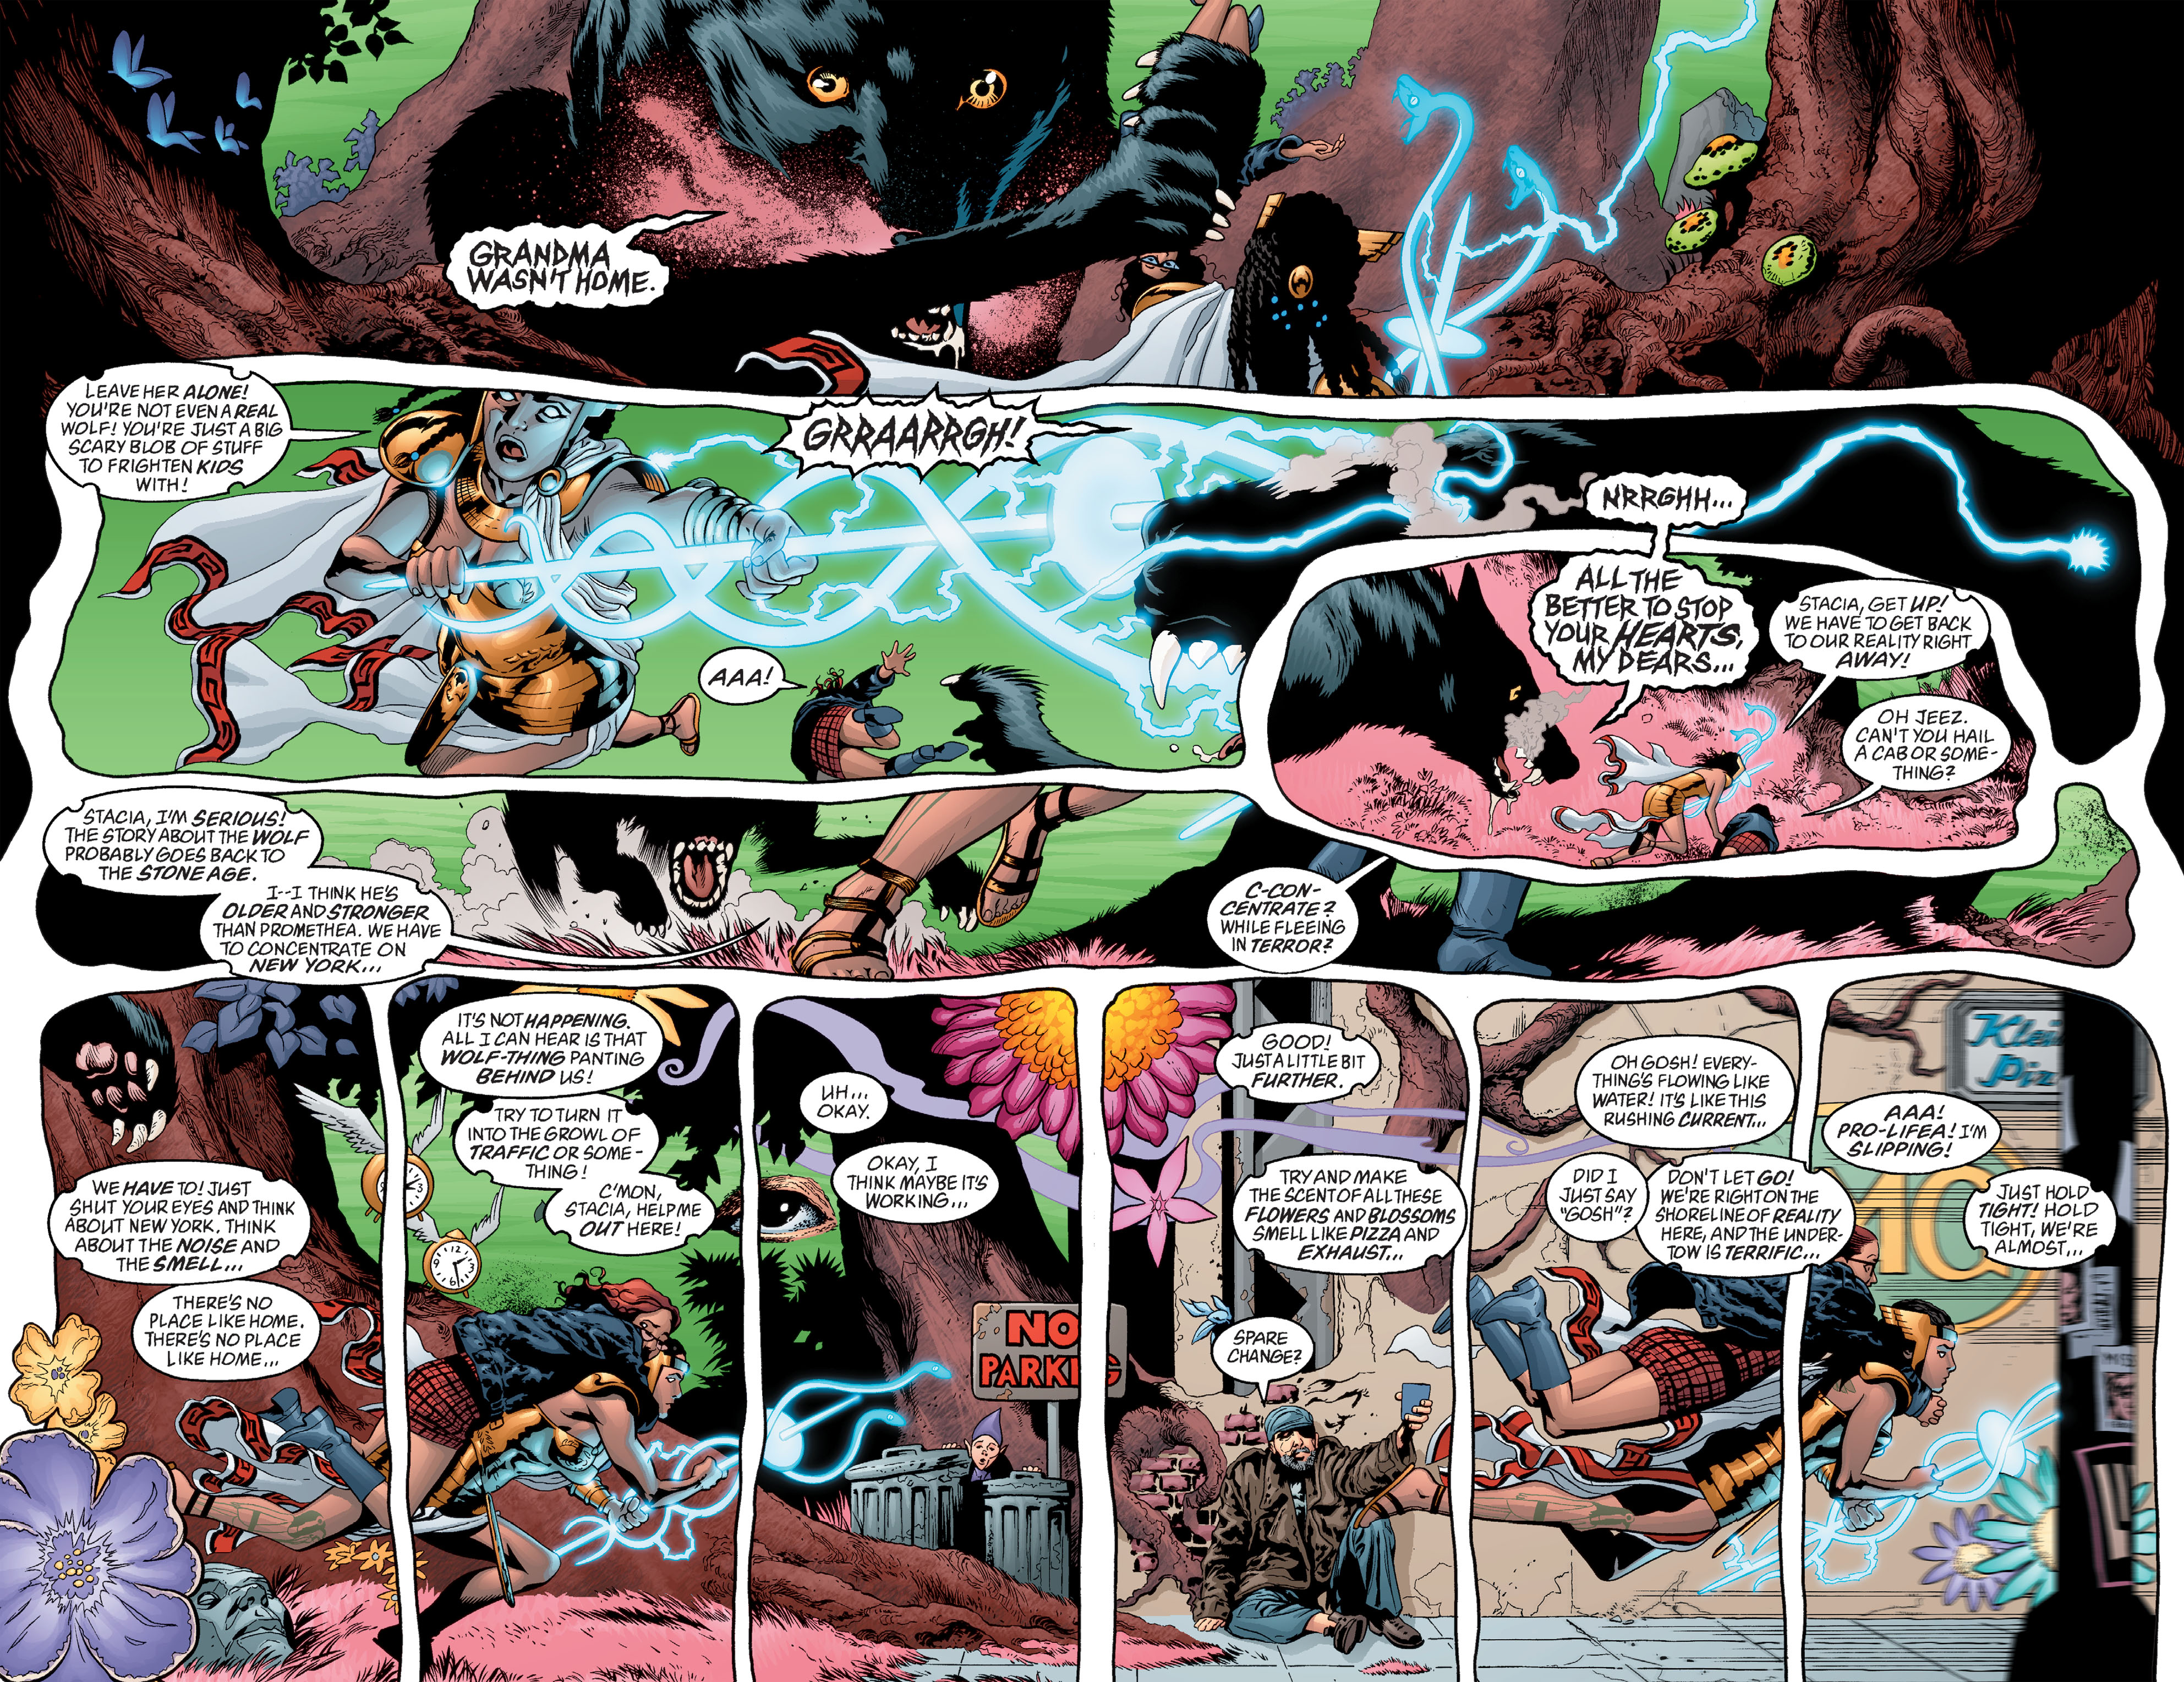 GRANDMA
WASN'T HOME.
LEAVE HER ALONE!
YOU'RE NOT EVEN A REAL
WOLF! YOU'RE JUST A BIG
SCARY BLOB OF STUFF
TO FRIGHTEN KIDS
WITH!
GRRAARRGH!
AAA!
NRRGHH...
ALL THE
BETTER TO STOP
YOUR HEARTS,
MY DEARS...
STACIA, GET UP!
WE HAVE TO GET BACK
TO OUR REALITY RIGHT
AWAY!
OH JEEZ.
CAN'T YOU HAIL
A CAB OR SOME-
THING?
STACIA, I'M SERIOUS!
THE STORY ABOUT THE WOLF
PROBABLY GOES BACK TO
THE STONE AGE.
I--I THINK HE'S
OLDER AND STRONGER
THAN PROMETHEA. WE HAVE
TO CONCENTRATE ON
NEW YORK...
C-CON-
CENTRATE?
WHILE FLEEING
IN TERROR?
WE HAVE TO! JUST
SHUT YOUR EYES AND THINK
ABOUT NEW YORK. THINK
ABOUT THE NOISE AND
THE SMELL...
THERE'S NO
PLACE LIKE HOME.
THERE'S NO PLACE
LIKE HOME...
IT'S NOT HAPPENING.
ALL I CAN HEAR IS THAT
WOLF-THING PANTING
BEHIND US!
TRY TO TURN IT
INTO THE GROWL OF
TRAFFIC OR SOME-
THING!
C'MON,
STACIA, HELP ME
OUT HERE!
UH...
OKAY.
OKAY, I
THINK MAYBE IT'S
WORKING...
NO
PARKING
GOOD!
JUST A LITTLE BIT
FURTHER.
TRY AND MAKE
THE SCENT OF ALL THESE
FLOWERS AND BLOSSOMS
SMELL LIKE PIZZA AND
EXHAUST...
SPARE
CHANGE?
OH GOSH! EVERY-
THING'S FLOWING LIKE
WATER! IT'S LIKE THIS
RUSHING CURRENT...
DID I
JUST SAY
"GOSH"?
DON'T LET GO!
WE'RE RIGHT ON THE
SHORELINE OF REALITY
HERE, AND THE UNDER-
TOW IS TERRIFIC...
Klei
Piz
AAA!
PRO-LIFEA! I'M
SLIPPING!
JUST HOLD
TIGHT! HOLD
TIGHT, WE'RE
ALMOST...